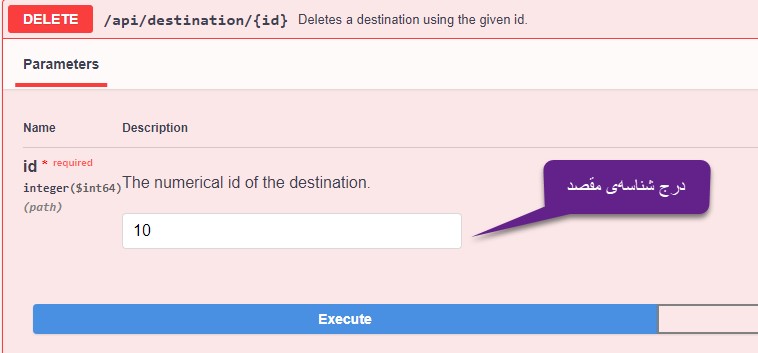 DELETE /api/destination/{id} Deletes a destination using the given id.
Parameters
Name Description
id * required
integer($int64)
(path)
The numerical id of the destination.
10
درج شناسه‌ی مقصد
Execute